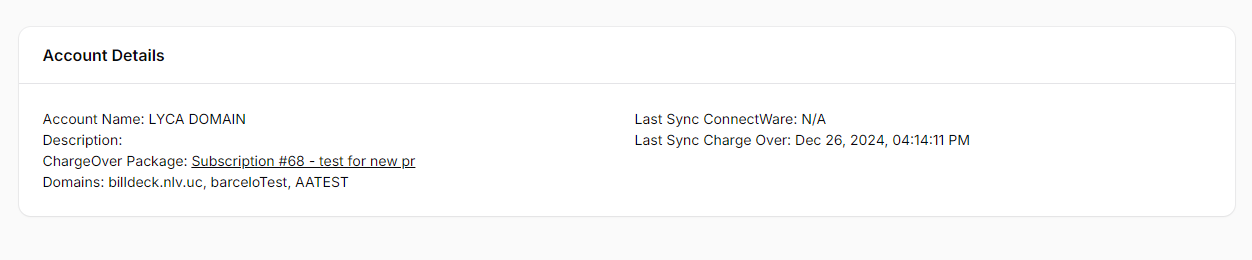 Account Details
Account Name: LYCA DOMAIN
Description:
ChargeOver Package: Subscription #68 - test for new pr
Domains: billdeck.nlv.uc, barceloTest, AATEST
Last Sync ConnectWare: N/A
Last Sync Charge Over: Dec 26, 2024, 04:14:11 PM